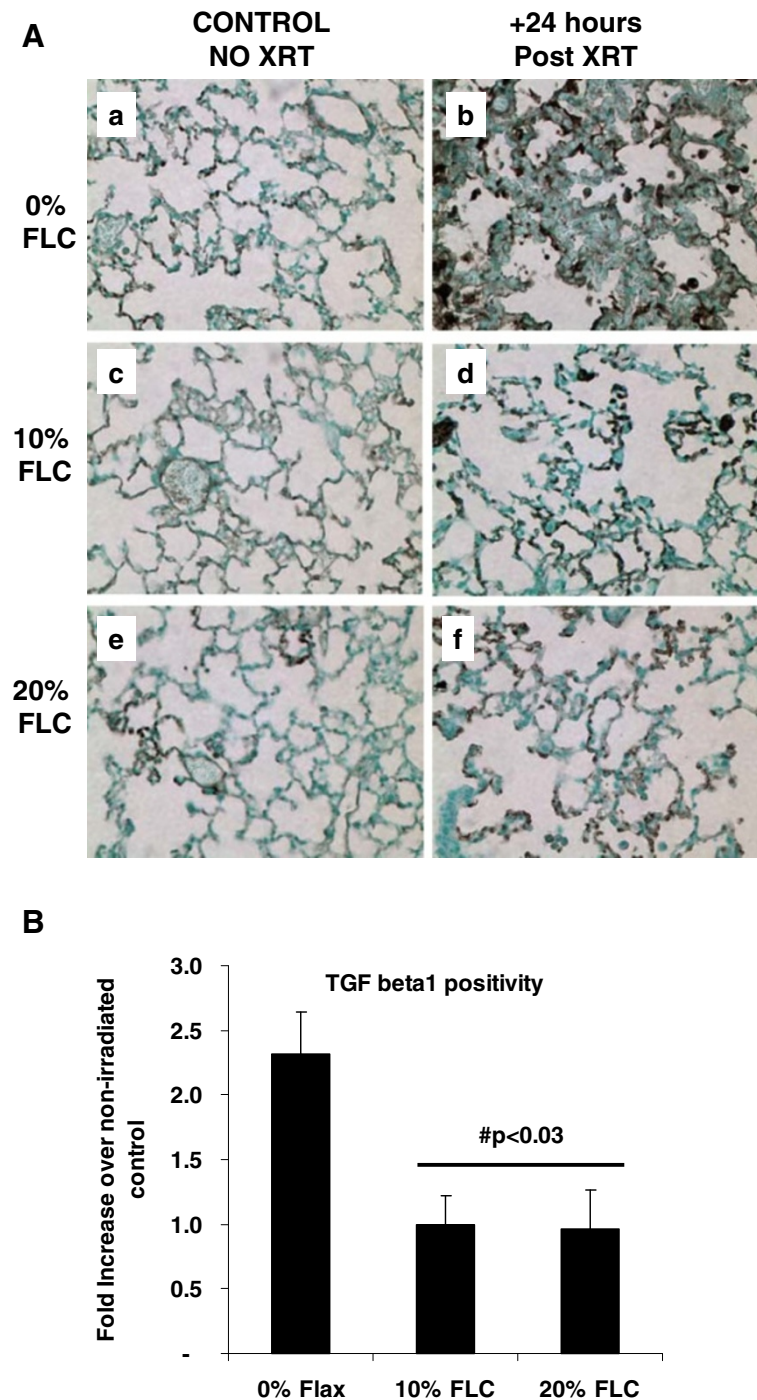 A
CONTROL
NO XRT
+24 hours
Post XRT
0%
FLC
a
b
10%
FLC
c
d
20%
FLC
e
f
B
TGF beta1 positivity
Fold Increase over non-irradiated
control
3.0
2.5
2.0
1.5
1.0
0.5
-
#p<0.03
0% Flax
10% FLC
20% FLC